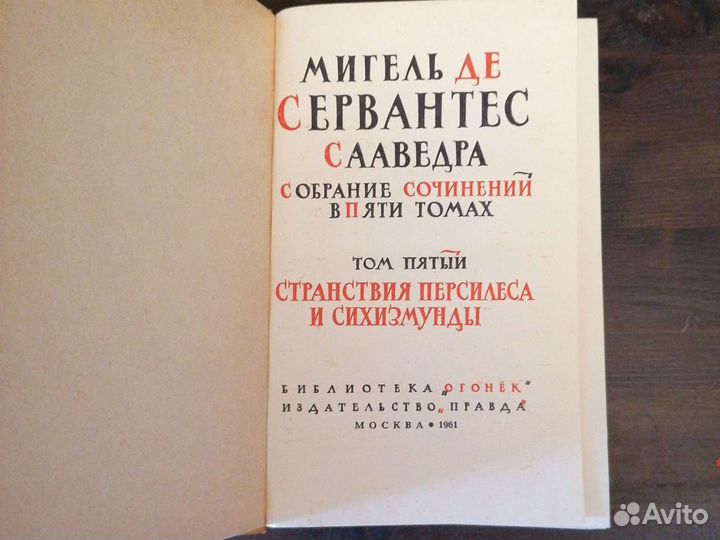 МИГЕЛЬ ДЕ
СЕРВАНТЕС
СААВЕДРА
СОБРАНИЕ СОЧИНЕНИЙ
В ПЯТИ ТОМАХ
ТОМ ПЯТЫЙ
СТРАНСТВИЯ ПЕРСИЛЕСА
И СИХИЗМУНДЫ
БИБЛИОТЕКА „ОГОНЁК“
ИЗДАТЕЛЬСТВО „ПРАВДА“
МОСКВА • 1961
Avito